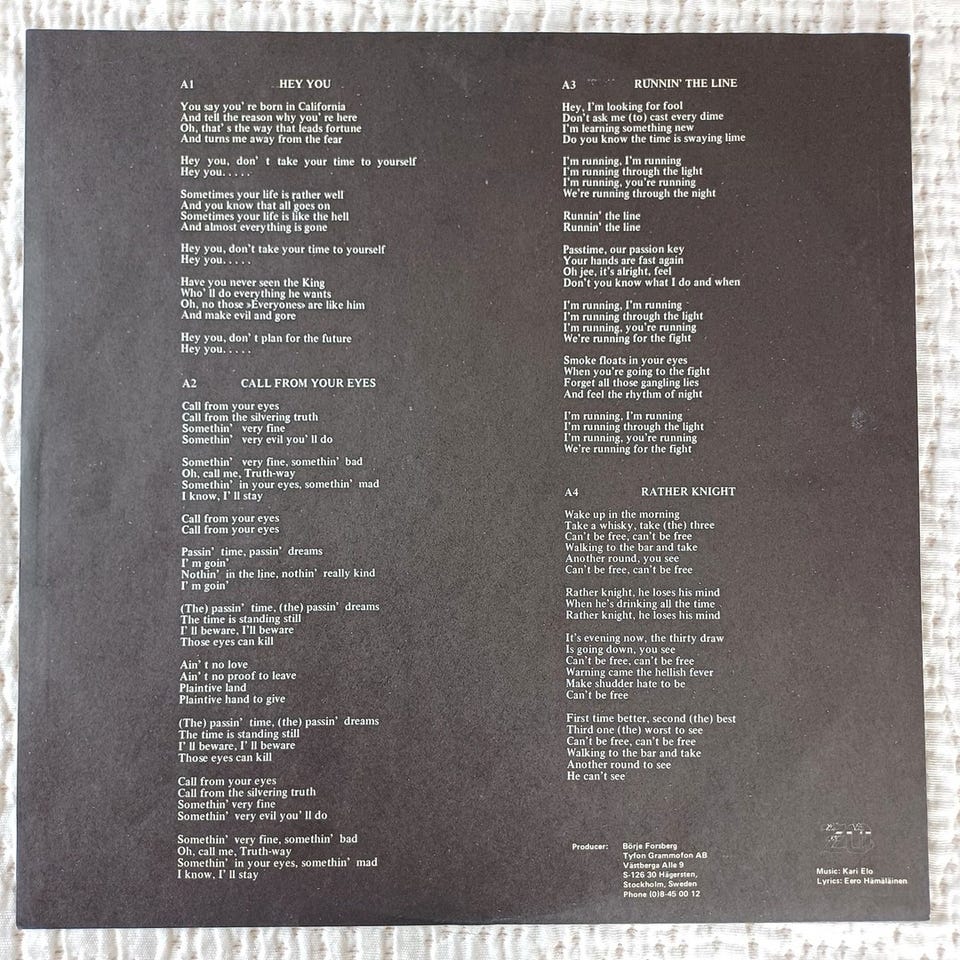 A1 HEY YOU
You say you' re born in California
And tell the reason why you' re here
Oh, that' s the way that leads fortune
And turns me away from the fear
Hey you, don' t take your time to yourself
Hey you. . . . .
Sometimes your life is rather well
And you know that all goes on
Sometimes your life is like the hell
And almost everything is gone
Hey you, don't take your time to yourself
Hey you. . . . .
Have you never seen the King
Who' ll do everything he wants
Oh, no those »Everyones» are like him
And make evil and gore
Hey you, don' t plan for the future
Hey you. . . . .
A2 CALL FROM YOUR EYES
Call from your eyes
Call from the silvering truth
Somethin' very fine
Somethin' very evil you' ll do
Somethin' very fine, somethin' bad
Oh, call me, Truth-way
Somethin' in your eyes, somethin' mad
I know, I' ll stay
Call from your eyes
Call from your eyes
Passin' time, passin' dreams
I' m goin'
Nothin' in the line, nothin' really kind
I' m goin'
(The) passin' time, (the) passin' dreams
The time is standing still
I' ll beware, I'll beware
Those eyes can kill
Ain' t no love
Ain' t no proof to leave
Plaintive land
Plaintive hand to give
(The) passin' time, (the) passin' dreams
The time is standing still
I' ll beware, I' ll beware
Those eyes can kill
Call from your eyes
Call from the silvering truth
Somethin' very fine
Somethin' very evil you' ll do
Somethin' very fine, somethin' bad
Oh, call me, Truth-way
Somethin' in your eyes, somethin' mad
I know, I' ll stay
A3 RUNNIN' THE LINE
Hey, I'm looking for fool
Don't ask me (to) cast every dime
I'm learning something new
Do you know the time is swaying lime
I'm running, I'm running
I'm running through the light
I'm running, you're running
We're running through the night
Runnin' the line
Runnin' the line
Passtime, our passion key
Your hands are fast again
Oh jee, it's alright, feel
Don't you know what I do and when
I'm running, I'm running
I'm running through the light
I'm running, you're running
We're running for the fight
Smoke floats in your eyes
When you're going to the fight
Forget all those gangling lies
And feel the rhythm of night
I'm running, I'm running
I'm running through the light
I'm running, you're running
We're running for the fight
A4 RATHER KNIGHT
Wake up in the morning
Take a whisky, take (the) three
Can't be free, can't be free
Walking to the bar and take
Another round, you see
Can't be free, can't be free
Rather knight, he loses his mind
When he's drinking all the time
Rather knight, he loses his mind
It's evening now, the thirty draw
Is going down, you see
Can't be free, can't be free
Warning came the hellish fever
Make shudder hate to be
Can't be free
First time better, second (the) best
Third one (the) worst to see
Can't be free, can't be free
Walking to the bar and take
Another round to see
He can't see
Producer: Börje Forsberg
Tyfon Grammofon AB
Västberga Alle 9
S-126 30 Hägersten,
Stockholm, Sweden
Phone (0)8-45 00 12
Music: Kari Elo
Lyrics: Eero Hämäläinen